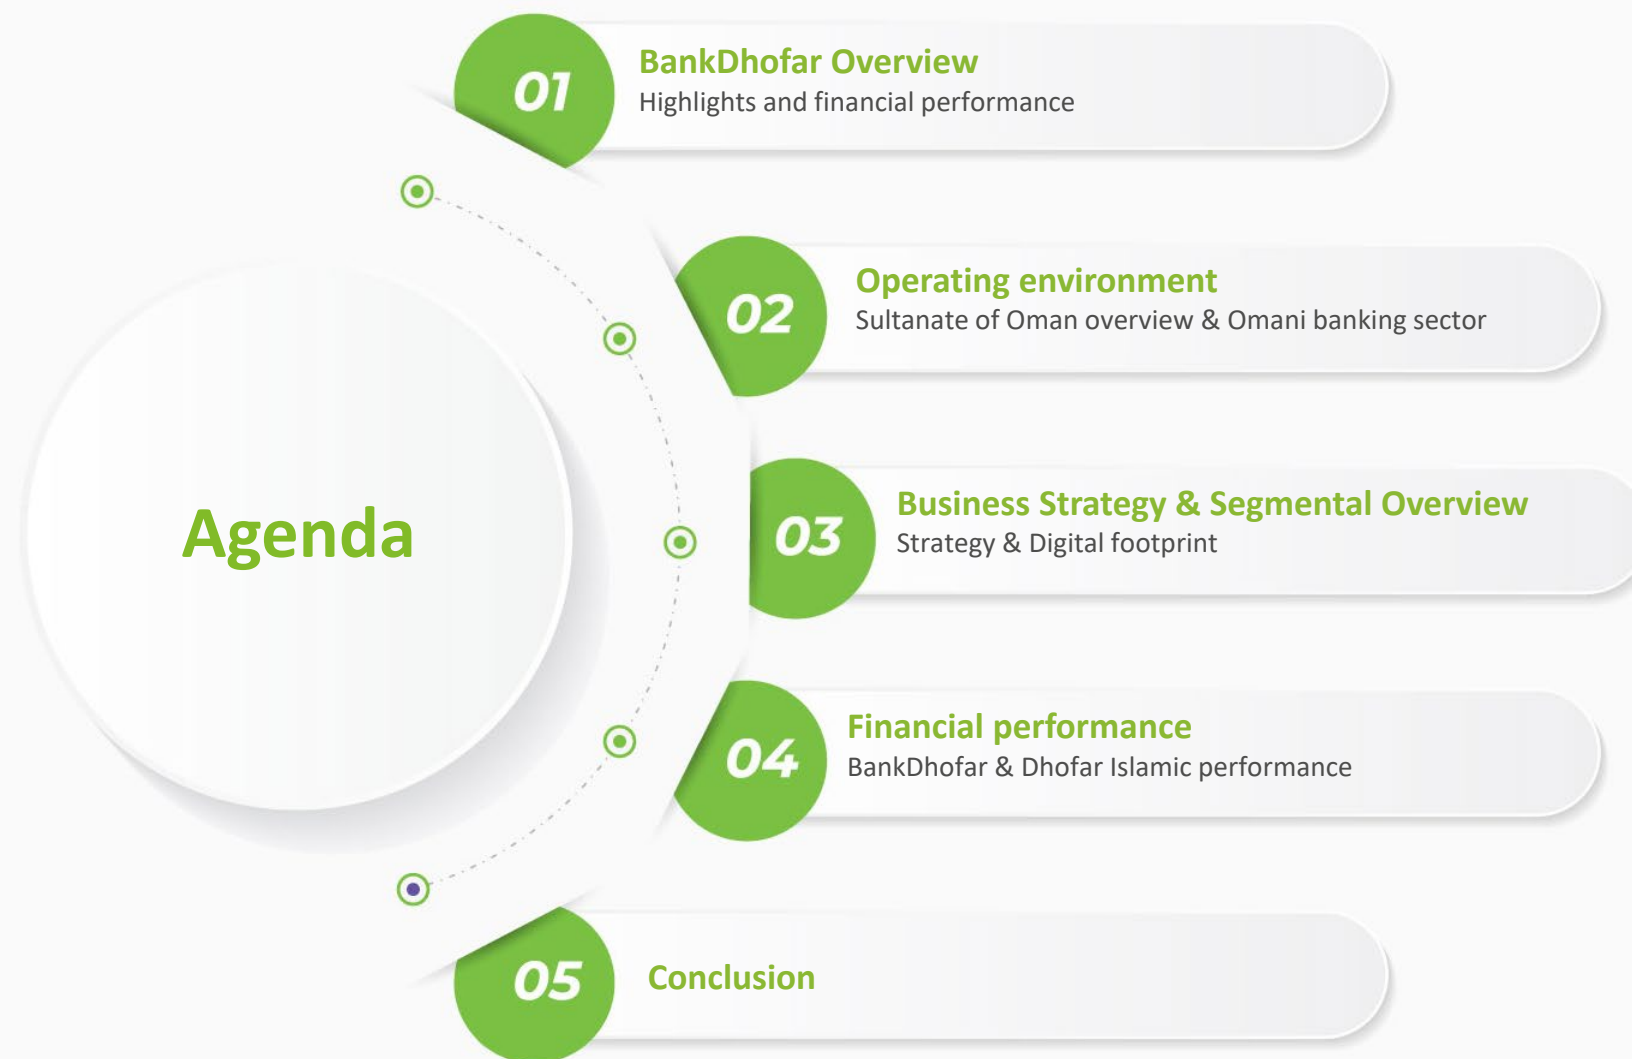 Agenda
01
BankDhofar Overview
Highlights and financial performance
02
Operating environment
Sultanate of Oman overview & Omani banking sector
03
Business Strategy & Segmental Overview
Strategy & Digital footprint
04
Financial performance
BankDhofar & Dhofar Islamic performance
05
Conclusion